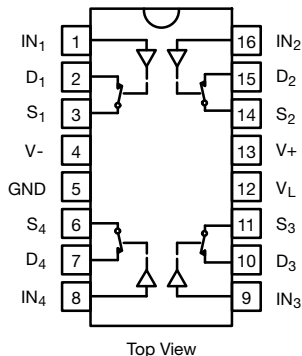 IN1 1 16 IN2
D1 2 15 D2
S1 3 14 S2
V- 4 13 V+
GND 5 12 VL
S4 6 11 S3
D4 7 10 D3
IN4 8 9 IN3
Top View